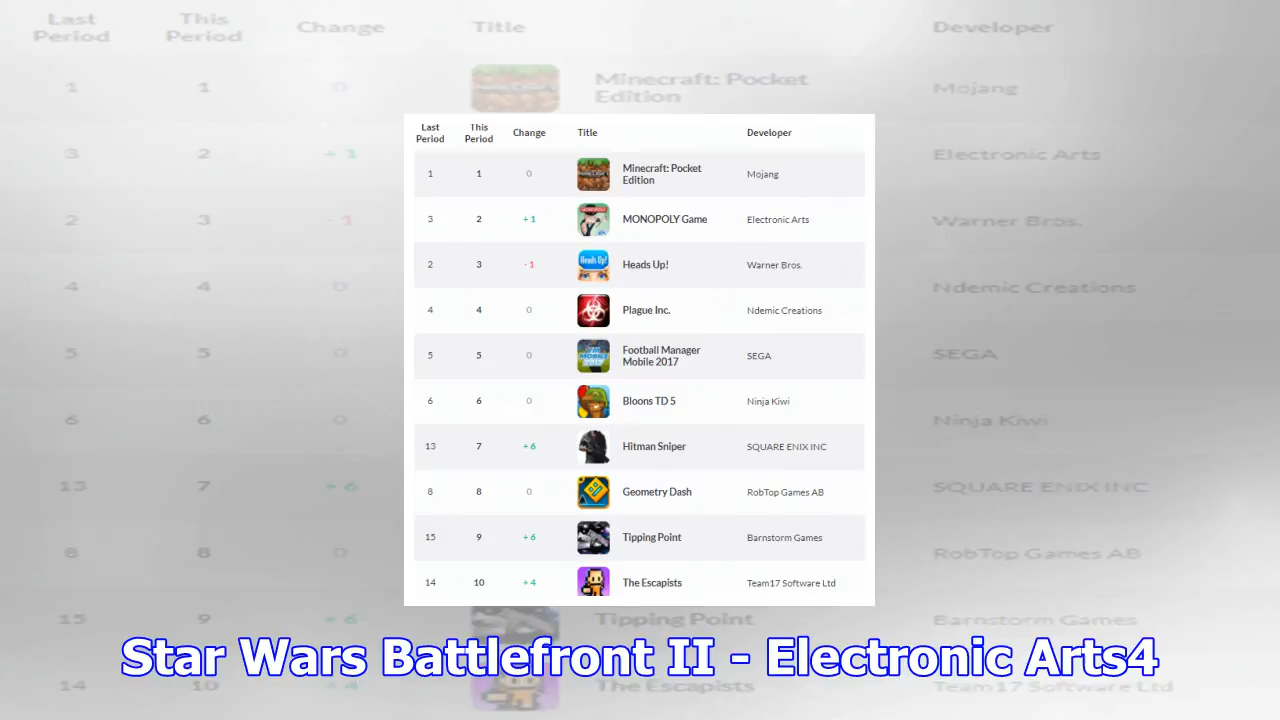 Last Period This Period Change Title Developer
1 1 0 Minecraft: Pocket Edition Mojang
3 2 +1 MONOPOLY Game Electronic Arts
2 3 -1 Heads Up! Warner Bros.
4 4 0 Plague Inc. Ndemic Creations
5 5 0 Football Manager Mobile 2017 SEGA
6 6 0 Bloons TD 5 Ninja Kiwi
13 7 +6 Hitman Sniper SQUARE ENIX INC
8 8 0 Geometry Dash RobTop Games AB
15 9 +6 Tipping Point Barnstorm Games
14 10 +4 The Escapists Team17 Software Ltd
Star Wars Battlefront II - Electronic Arts4